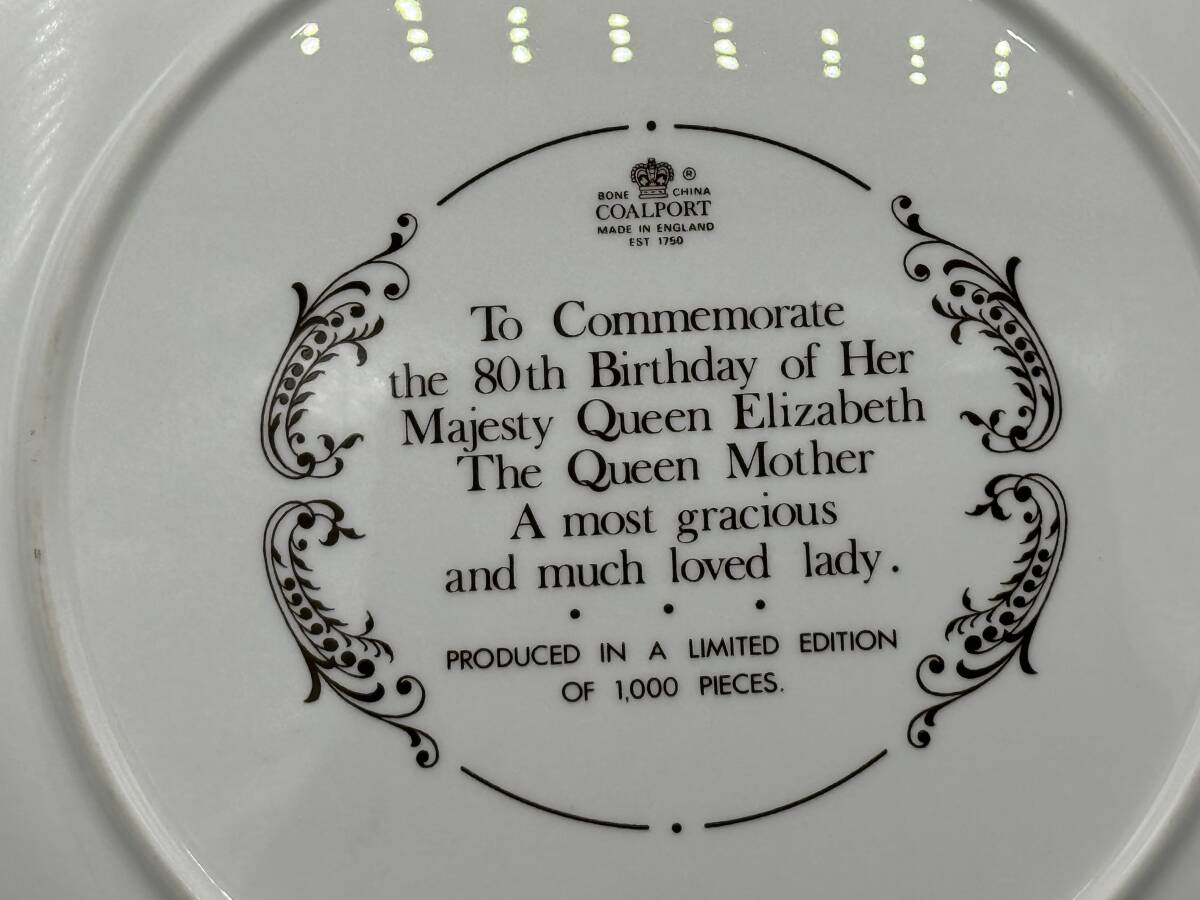 ®
BONE CHINA
COALPORT
MADE IN ENGLAND
EST 1750
To Commemorate
the 80th Birthday of Her
Majesty Queen Elizabeth
The Queen Mother
A most gracious
and much loved lady.
PRODUCED IN A LIMITED EDITION
OF 1,000 PIECES.